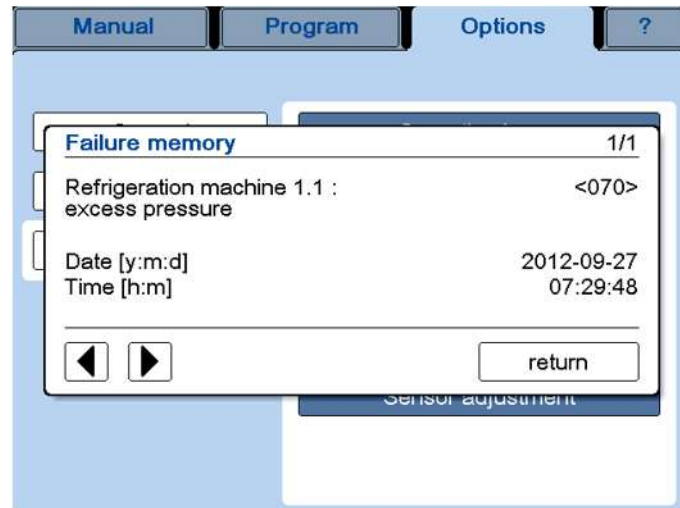 Manual Program Options ?
Failure memory 1/1
Refrigeration machine 1.1 : <070>
excess pressure
Date [y:m:d] 2012-09-27
Time [h:m] 07:29:48
return
Sensor adjustment